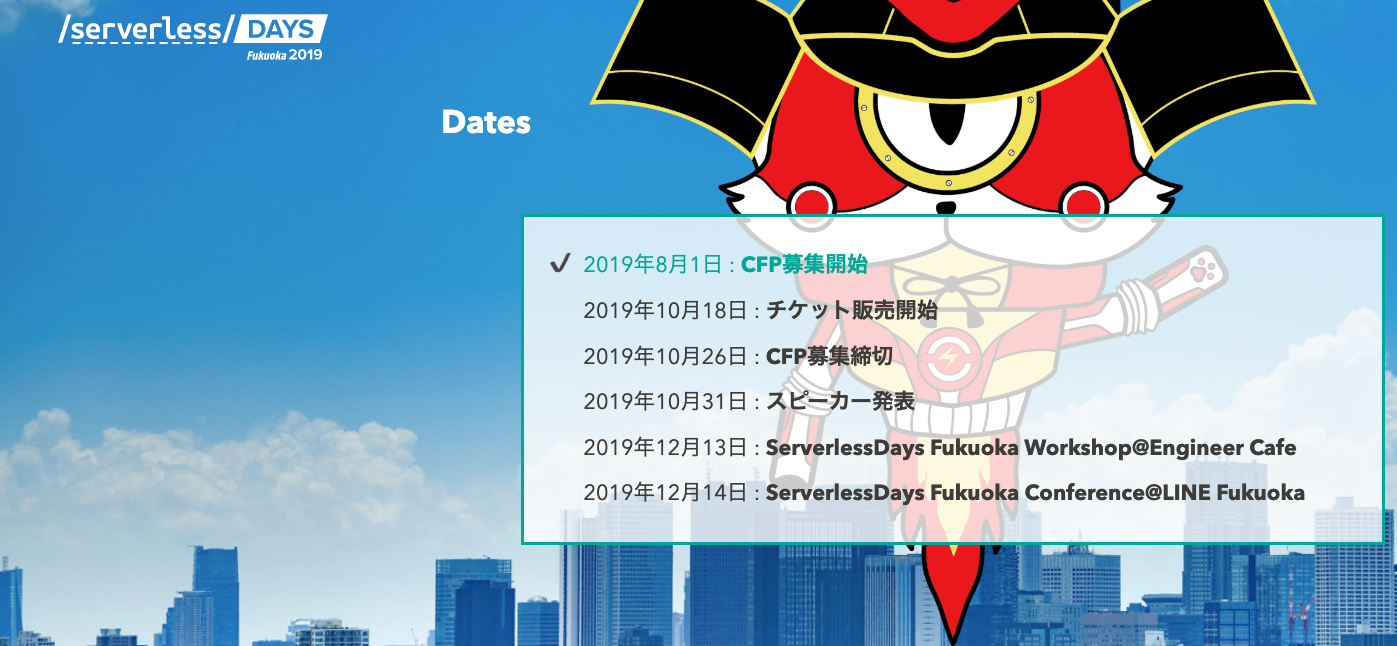 /serverless/DAYS
Fukuoka 2019
Dates
✔ 2019年8月1日 : CFP募集開始
2019年10月18日 : チケット販売開始
2019年10月26日 : CFP募集締切
2019年10月31日 : スピーカー発表
2019年12月13日 : ServerlessDays Fukuoka Workshop@Engineer Cafe
2019年12月14日 : ServerlessDays Fukuoka Conference@LINE Fukuoka